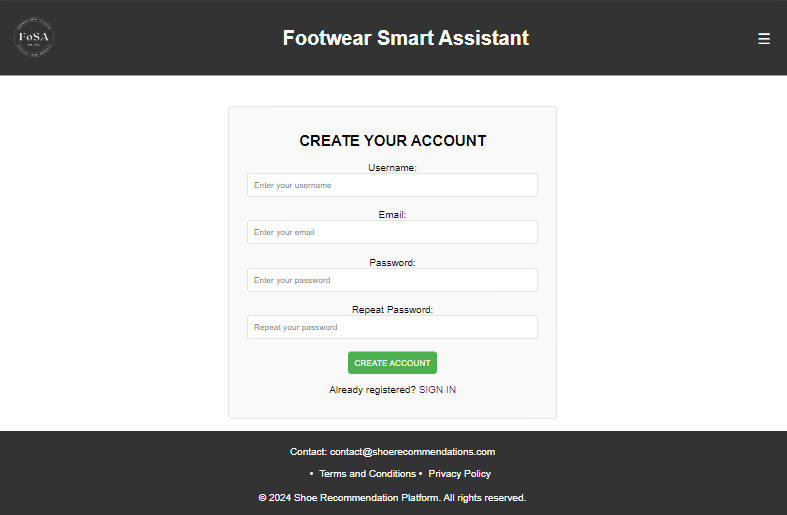 FoSA
Footwear Smart Assistant
☰
CREATE YOUR ACCOUNT
Username:
Enter your username
Email:
Enter your email
Password:
Enter your password
Repeat Password:
Repeat your password
CREATE ACCOUNT
Already registered? SIGN IN
Contact: contact@shoerecommendations.com
• Terms and Conditions • Privacy Policy
© 2024 Shoe Recommendation Platform. All rights reserved.